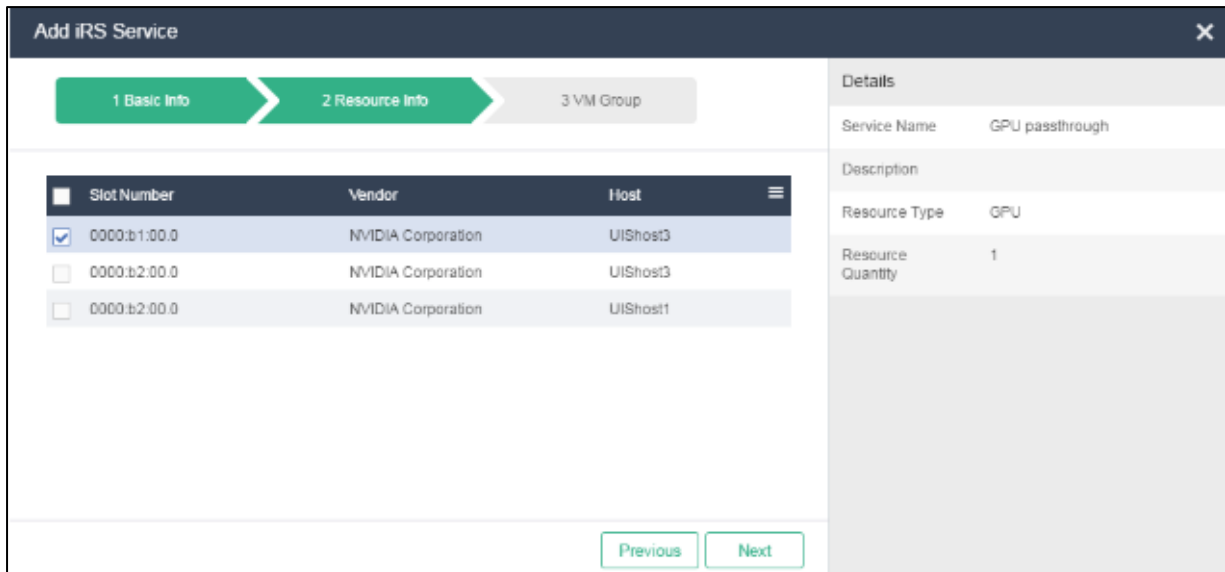 Add iRS Service
1 Basic Info
2 Resource Info
3 VM Group
Slot Number Vendor Host
0000:b1:00.0 NVIDIA Corporation UIShost3
0000:b2:00.0 NVIDIA Corporation UIShost3
0000:b2:00.0 NVIDIA Corporation UIShost1
Previous
Next
Details
Service Name GPU passthrough
Description
Resource Type GPU
Resource Quantity 1